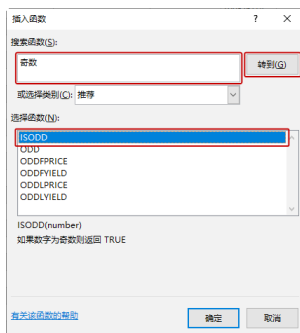 插入函数 ? ×
搜索函数(S):
奇数
转到(G)
或选择类别(C): 推荐
选择函数(N):
ISODD
ODD
ODDFPRICE
ODDFYIELD
ODDLPRICE
ODDLYIELD
ISODD(number)
如果数字为奇数则返回 TRUE
有关该函数的帮助
确定 取消